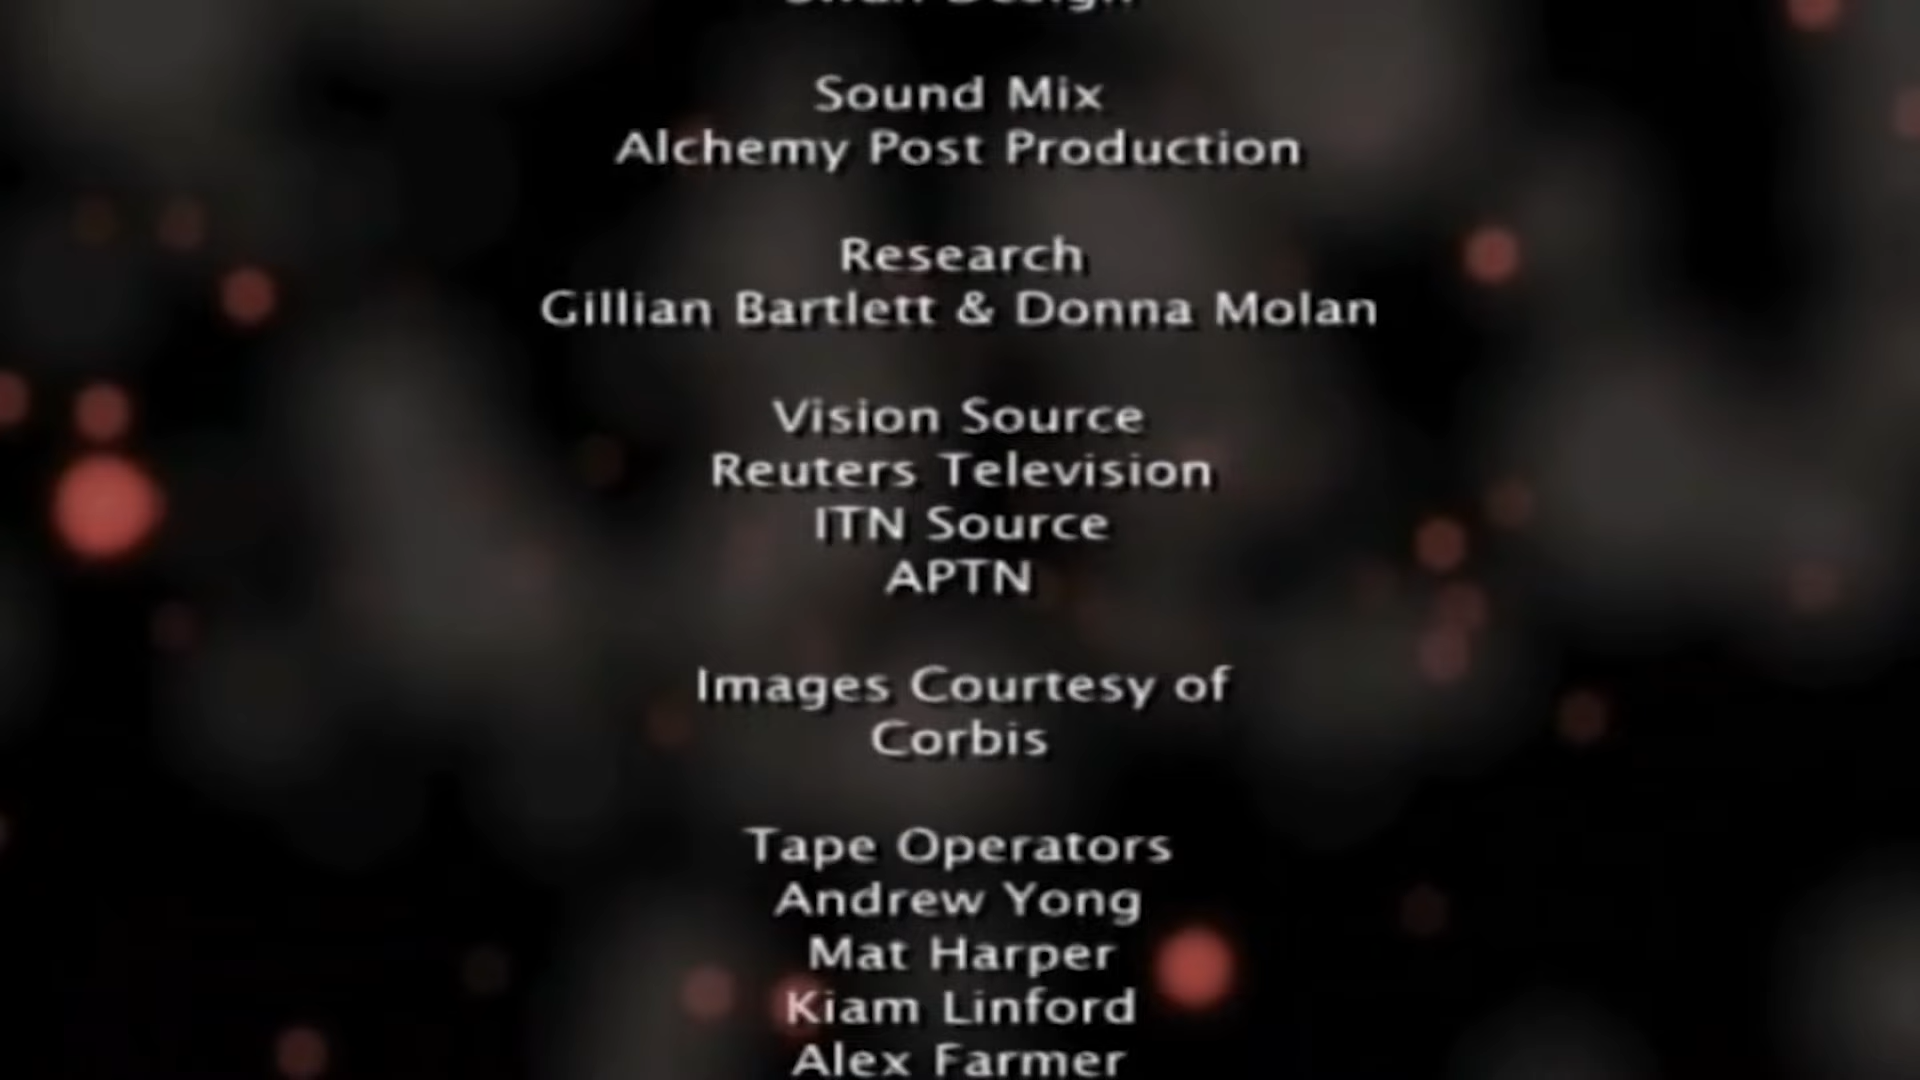 Design
Sound Mix
Alchemy Post Production
Research
Gillian Bartlett & Donna Molan
Vision Source
Reuters Television
ITN Source
APTN
Images Courtesy of
Corbis
Tape Operators
Andrew Yong
Mat Harper
Kiam Linford
Alex Farmer